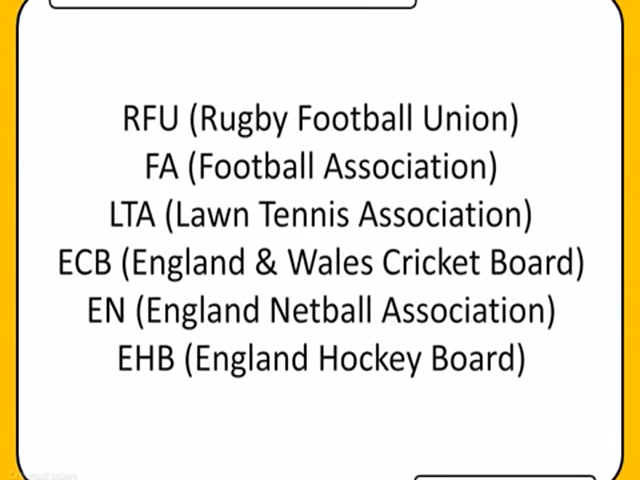 RFU (Rugby Football Union)
FA (Football Association)
LTA (Lawn Tennis Association)
ECB (England & Wales Cricket Board)
EN (England Netball Association)
EHB (England Hockey Board)